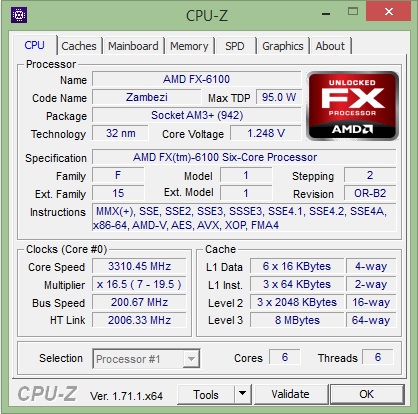 CPU-Z
CPU Caches Mainboard Memory SPD Graphics About
Processor
Name AMD FX-6100
Code Name Zambezi Max TDP 95.0 W
Package Socket AM3+ (942)
Technology 32 nm Core Voltage 1.248 V
UNLOCKED
FX
PROCESSOR
AMD
Specification AMD FX(tm)-6100 Six-Core Processor
Family F Model 1 Stepping 2
Ext. Family 15 Ext. Model 1 Revision OR-B2
Instructions MMX(+), SSE, SSE2, SSE3, SSSE3, SSE4.1, SSE4.2, SSE4A,
x86-64, AMD-V, AES, AVX, XOP, FMA4
Clocks (Core #0) Cache
Core Speed 3310.45 MHz L1 Data 6 x 16 KBytes 4-way
Multiplier x 16.5 ( 7 - 19.5 ) L1 Inst. 3 x 64 KBytes 2-way
Bus Speed 200.67 MHz Level 2 3 x 2048 KBytes 16-way
HT Link 2006.33 MHz Level 3 8 MBytes 64-way
Selection Processor #1 Cores 6 Threads 6
CPU-Z Ver. 1.71.1.x64 Tools Validate OK